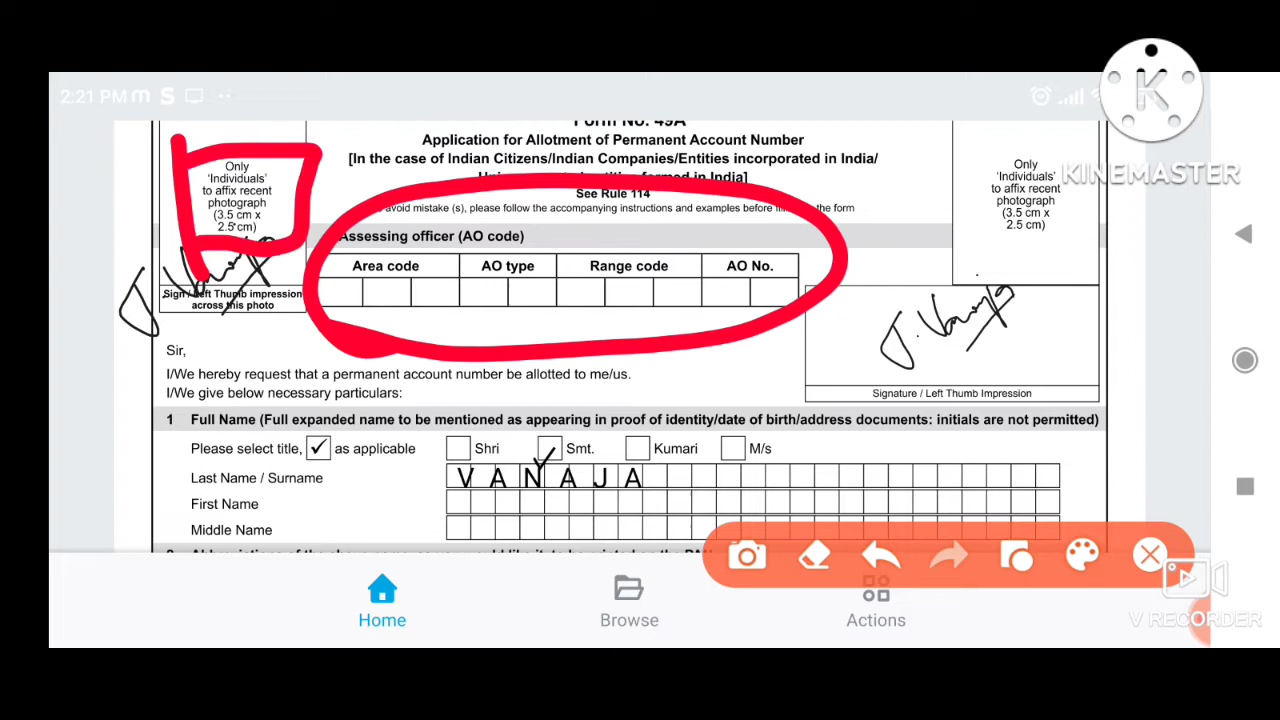 2:21 PM
KINEMASTER
Form No. 49A
Application for Allotment of Permanent Account Number
[In the case of Indian Citizens/Indian Companies/Entities incorporated in India/
formed in India]
See Rule 114
avoid mistake (s), please follow the accompanying instructions and examples before the form
Only
'Individuals'
to affix recent
photograph
(3.5 cm x
2.5 cm)
Only
'Individuals'
to affix recent
photograph
(3.5 cm x
2.5 cm)
Assessing officer (AO code)
Area code AO type Range code AO No.
Sign / Left Thumb impression
across this photo
Signature / Left Thumb Impression
Sir,
I/We hereby request that a permanent account number be allotted to me/us.
I/We give below necessary particulars:
1 Full Name (Full expanded name to be mentioned as appearing in proof of identity/date of birth/address documents: initials are not permitted)
Please select title, ✓ as applicable Shri Smt. Kumari M/s
Last Name / Surname VANAJA
First Name
Middle Name
Home Browse Actions
V RECORDER